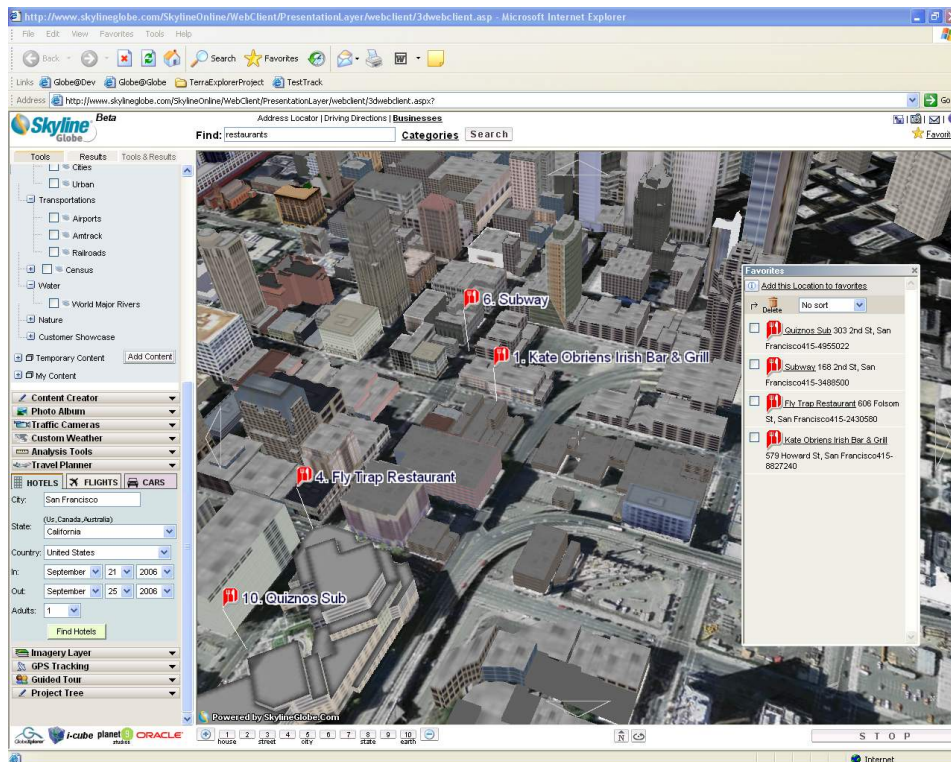 http://www.skylineglobe.com/SkylineOnline/WebClient/PresentationLayer/webclient/3dwebclient.asp - Microsoft Internet Explorer
File Edit View Favorites Tools Help
Back Search Favorites
Links Globe@Dev Globe@Globe TerraExplorerProject TestTrack
Address http://www.skylineglobe.com/SkylineOnline/WebClient/PresentationLayer/webclient/3dwebclient.aspx? Go
Skyline Globe Beta
Address Locator | Driving Directions | Businesses
Find: restaurants Categories Search
Favorit
Tools Results Tools & Results
Cities
Urban
Transportations
Airports
Amtrack
Railroads
Census
Water
World Major Rivers
Nature
Customer Showcase
Temporary Content Add Content
My Content
Content Creator
Photo Album
Traffic Cameras
Custom Weather
Analysis Tools
Travel Planner
HOTELS FLIGHTS CARS
City: San Francisco
(Us,Canada,Australia)
State: California
Country: United States
In: September 21 2006
Out: September 25 2006
Adults: 1
Find Hotels
Imagery Layer
GPS Tracking
Guided Tour
Project Tree
6. Subway
1. Kate Obriens Irish Bar & Grill
4. Fly Trap Restaurant
10. Quiznos Sub
Powered by SkylineGlobe.Com
Favorites
Add this Location to favorites
Delete No sort
Quiznos Sub 303 2nd St, San
Francisco415-4955022
Subway 168 2nd St, San
Francisco415-3488500
Fly Trap Restaurant 606 Folsom
St, San Francisco415-2430580
Kate Obriens Irish Bar & Grill
579 Howard St, San Francisco415-
8827240
i-cube planet 9 studios ORACLE
1 2 3 4 5 6 7 8 9 10
house street city state earth
N
STOP
Internet